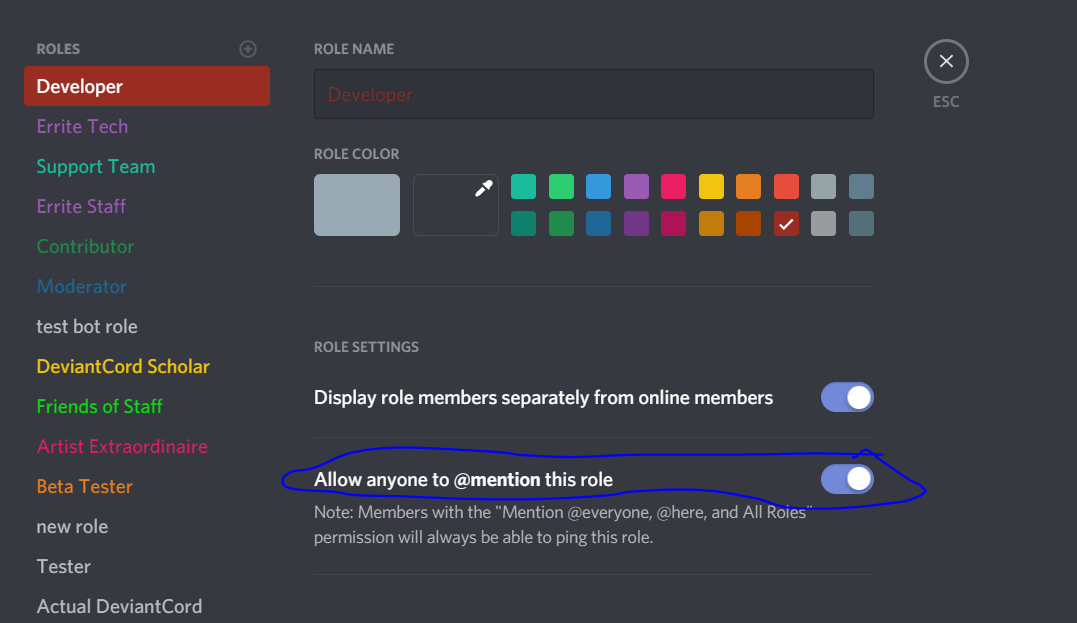 ROLES
Developer
Errite Tech
Support Team
Errite Staff
Contributor
Moderator
test bot role
DeviantCord Scholar
Friends of Staff
Artist Extraordinaire
Beta Tester
new role
Tester
Actual DeviantCord
ROLE NAME
Developer
ROLE COLOR
ROLE SETTINGS
Display role members separately from online members
Allow anyone to @mention this role
Note: Members with the "Mention @everyone, @here, and All Roles"
permission will always be able to ping this role.
ESC